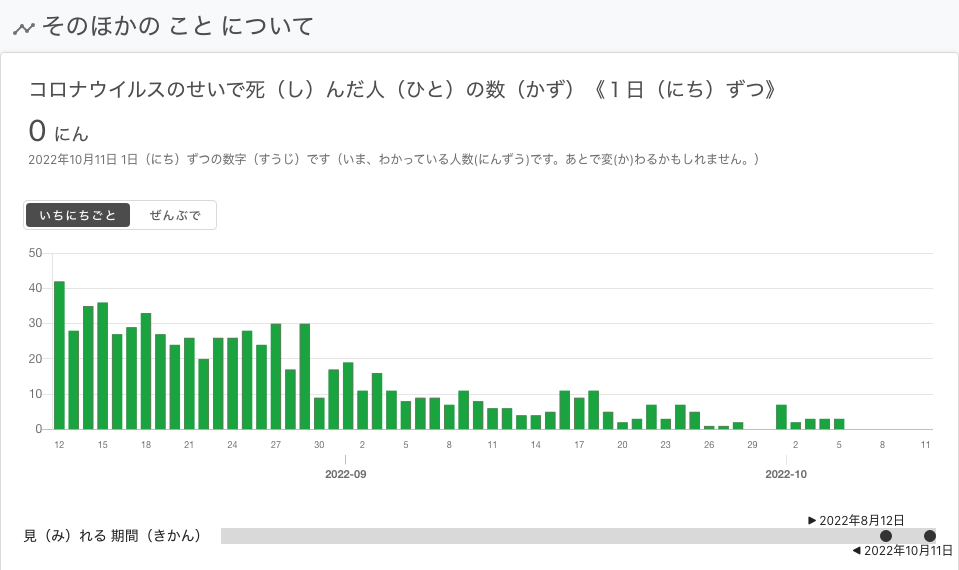 そのほかの こと について
コロナウイルスのせいで死（し）んだ人（ひと）の数（かず）《１日（にち）ずつ》
0 にん
2022年10月11日 1日（にち）ずつの数字（すうじ）です（いま、わかっている人数(にんずう)です。あとで変(か)わるかもしれません。）
いちにちごと ぜんぶで
50
40
30
20
10
0
12 15 18 21 24 27 30 2 5 8 11 14 17 20 23 26 29 2 5 8 11
2022-09 2022-10
▶ 2022年8月12日
見（み）れる 期間（きかん）
◀ 2022年10月11日